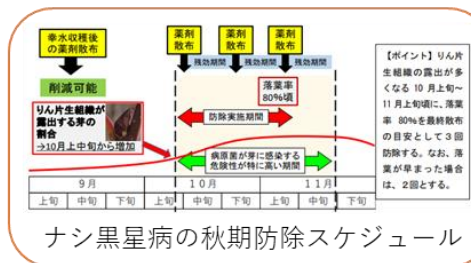 幸水収穫後
の薬剤散布
薬剤
散布
薬剤
散布
薬剤
散布
残効期間
残効期間
残効期間
削減可能
落葉率
80%頃
りん片生組織が
露出する芽の
割合
→10月上中旬から増加
防除実施期間
病原菌が芽に感染する
危険性が特に高い期間
9月
10月
11月
上旬
中旬
下旬
上旬
中旬
下旬
上旬
中旬
下旬
【ポイント】りん片
生組織の露出が多
くなる 10 月上旬~
11 月上旬頃に、落葉
率 80%を最終散布
の目安として3回
防除する。なお、落
葉が早まった場合
は、2回とする。
ナシ黒星病の秋期防除スケジュール